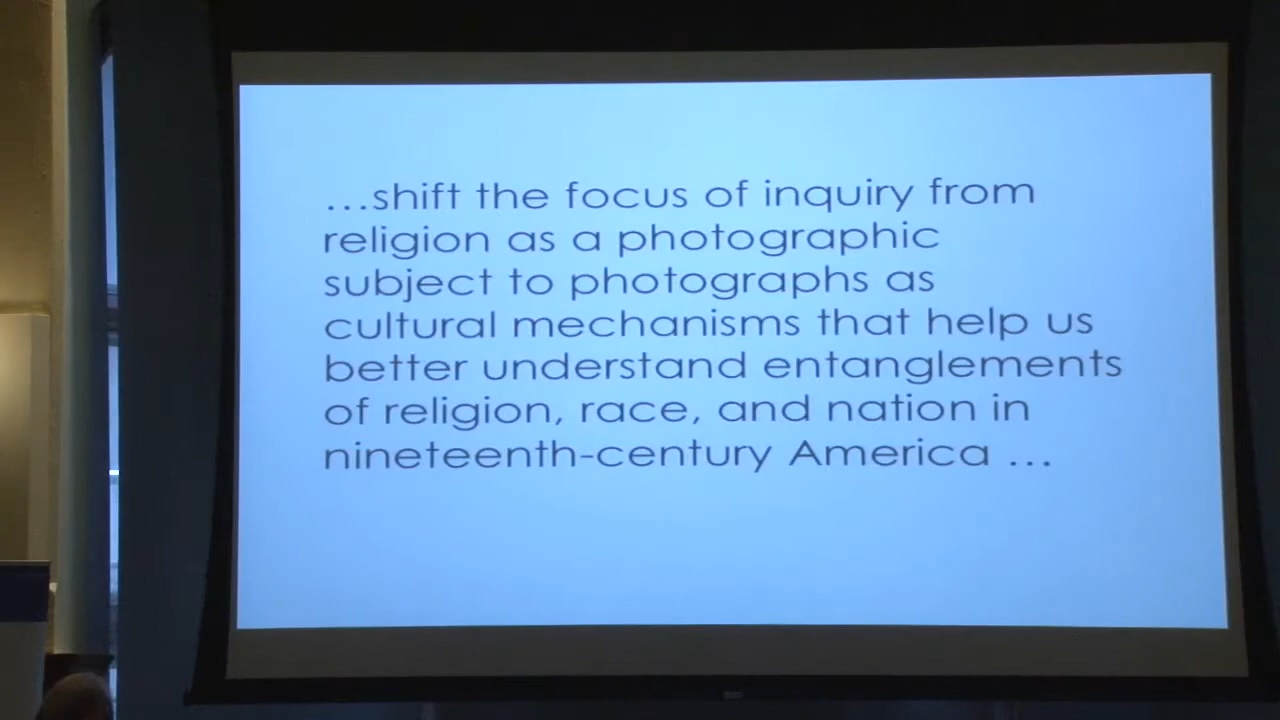 ...shift the focus of inquiry from
religion as a photographic
subject to photographs as
cultural mechanisms that help us
better understand entanglements
of religion, race, and nation in
nineteenth-century America ...